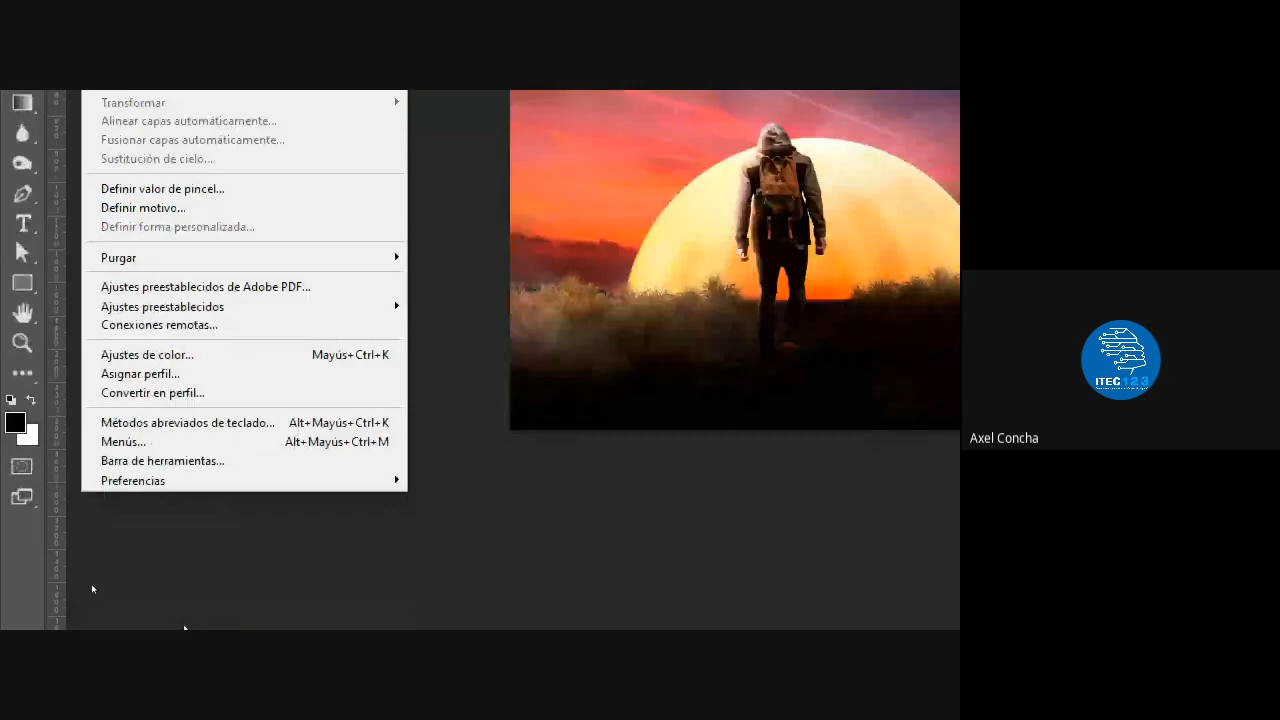 Transformar
Alinear capas automáticamente...
Fusionar capas automáticamente...
Sustitución de cielo...
Definir valor de pincel...
Definir motivo...
Definir forma personalizada...
Purgar
Ajustes preestablecidos de Adobe PDF...
Ajustes preestablecidos
Conexiones remotas...
Ajustes de color... Mayús+Ctrl+K
Asignar perfil...
Convertir en perfil...
Métodos abreviados de teclado... Alt+Mayús+Ctrl+K
Menús... Alt+Mayús+Ctrl+M
Barra de herramientas...
Preferencias
ITEC 123
Axel Concha